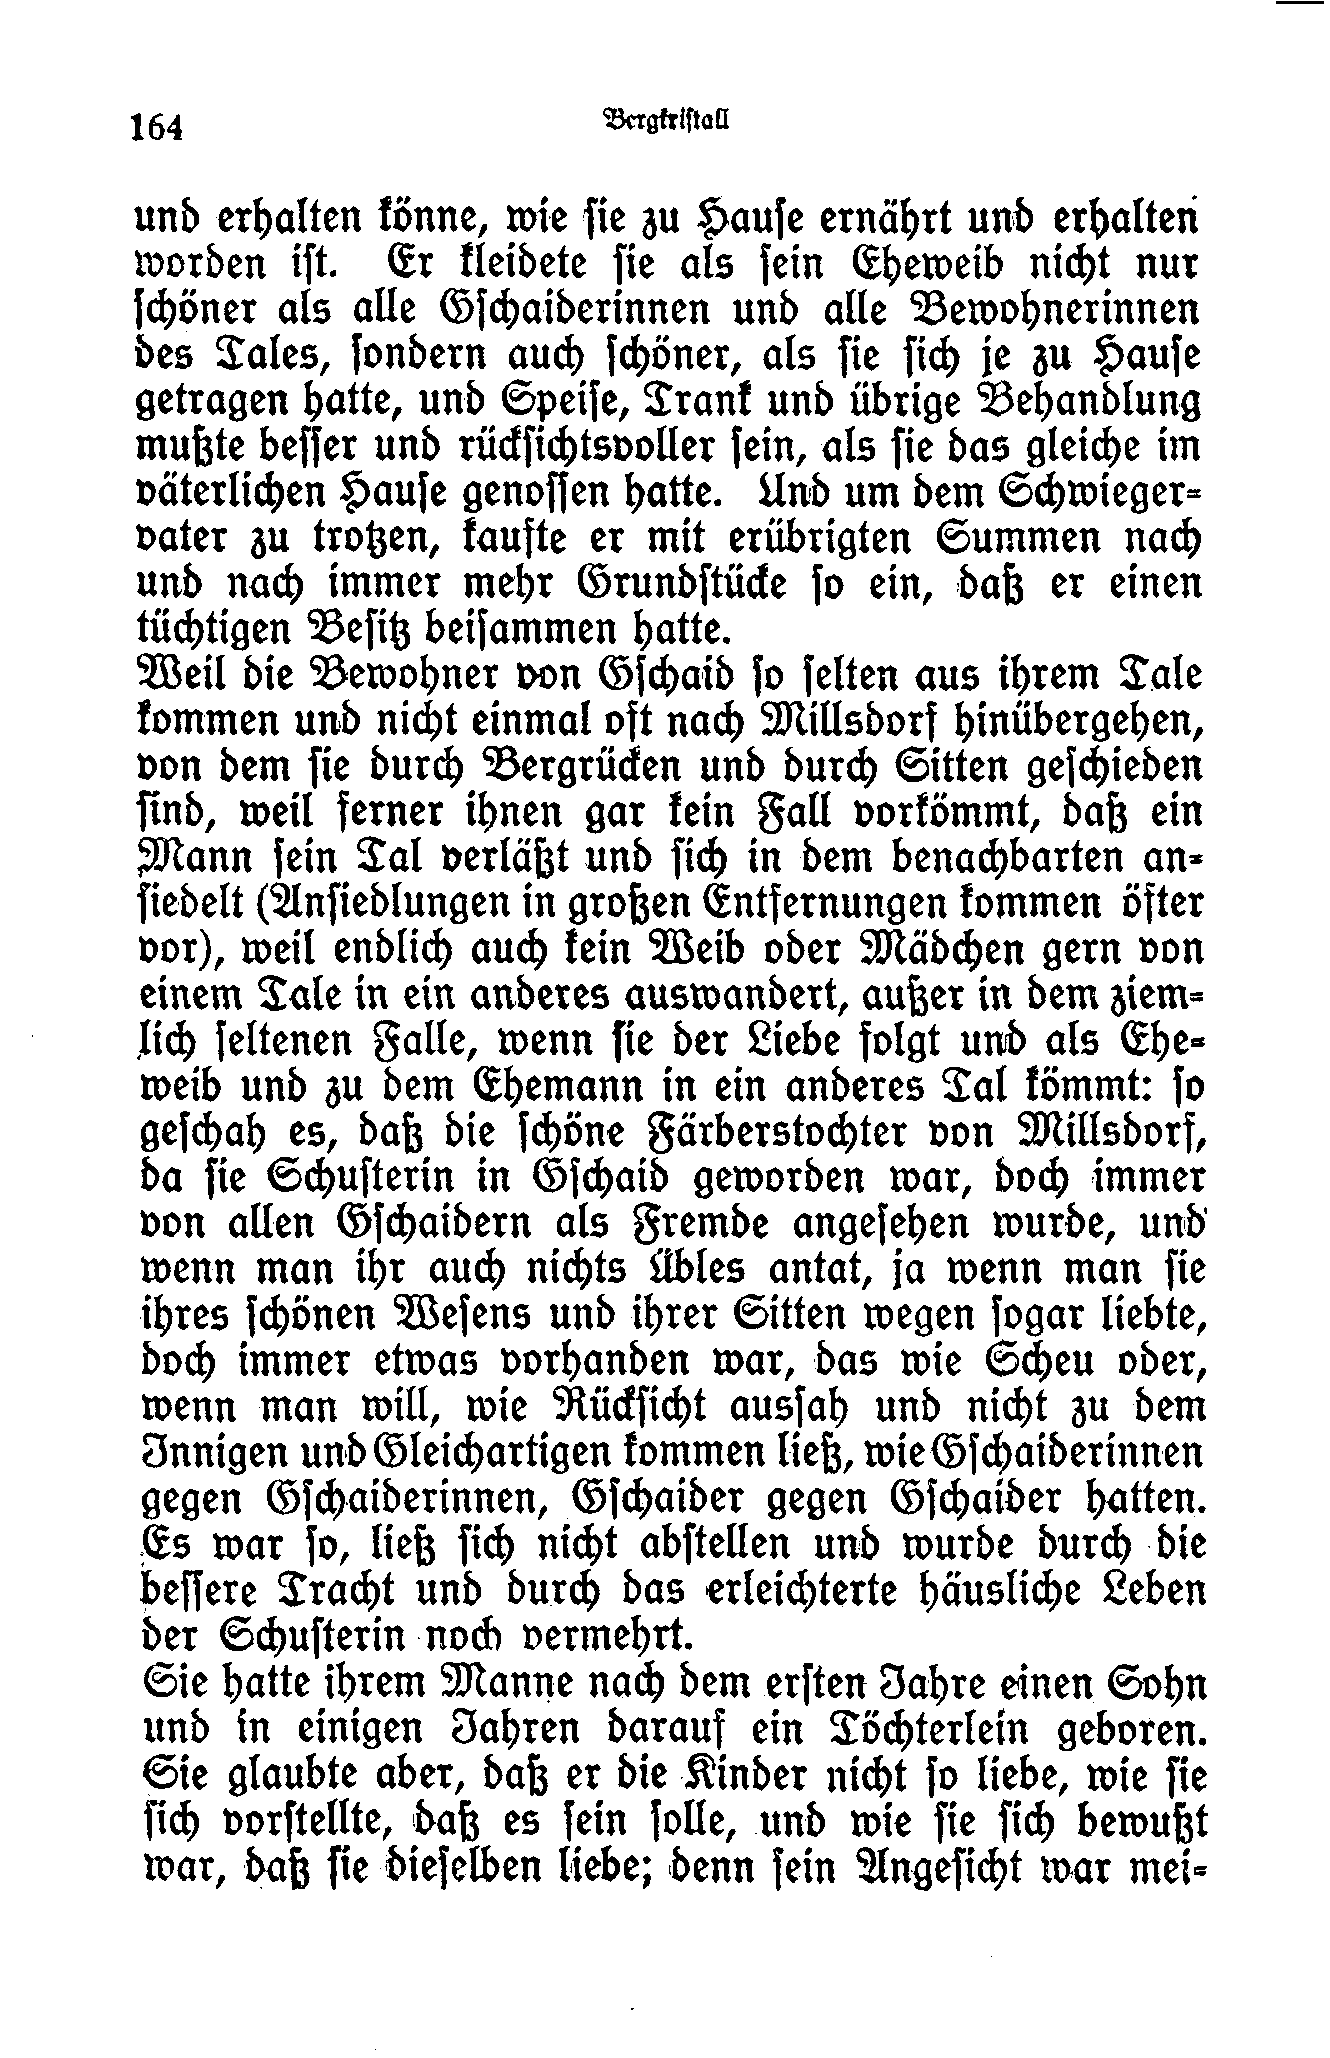 164
Bergkristall
und erhalten könne, wie sie zu Hause ernährt und erhalten
worden ist. Er kleidete sie als sein Eheweib nicht nur
schöner als alle Gschaiderinnen und alle Bewohnerinnen
des Tales, sondern auch schöner, als sie sich je zu Hause
getragen hatte, und Speise, Trank und übrige Behandlung
mußte besser und rücksichtsvoller sein, als sie das gleiche im
väterlichen Hause genossen hatte. Und um dem Schwieger-
vater zu trotzen, kaufte er mit erübrigten Summen nach
und nach immer mehr Grundstücke so ein, daß er einen
tüchtigen Besitz beisammen hatte.
Weil die Bewohner von Gschaid so selten aus ihrem Tale
kommen und nicht einmal oft nach Millsdorf hinübergehen,
von dem sie durch Bergrücken und durch Sitten geschieden
sind, weil ferner ihnen gar kein Fall vorkömmt, daß ein
Mann sein Tal verläßt und sich in dem benachbarten an-
siedelt (Ansiedlungen in großen Entfernungen kommen öfter
vor), weil endlich auch kein Weib oder Mädchen gern von
einem Tale in ein anderes auswandert, außer in dem ziem-
lich seltenen Falle, wenn sie der Liebe folgt und als Ehe-
weib und zu dem Ehemann in ein anderes Tal kömmt: so
geschah es, daß die schöne Färberstochter von Millsdorf,
da sie Schusterin in Gschaid geworden war, doch immer
von allen Gschaidern als Fremde angesehen wurde, und
wenn man ihr auch nichts Übles antat, ja wenn man sie
ihres schönen Wesens und ihrer Sitten wegen sogar liebte,
doch immer etwas vorhanden war, das wie Scheu oder,
wenn man will, wie Rücksicht aussah und nicht zu dem
Innigen und Gleichartigen kommen ließ, wie Gschaiderinnen
gegen Gschaiderinnen, Gschaider gegen Gschaider hatten.
Es war so, ließ sich nicht abstellen und wurde durch die
bessere Tracht und durch das erleichterte häusliche Leben
der Schusterin noch vermehrt.
Sie hatte ihrem Manne nach dem ersten Jahre einen Sohn
und in einigen Jahren darauf ein Töchterlein geboren.
Sie glaubte aber, daß er die Kinder nicht so liebe, wie sie
sich vorstellte, daß es sein solle, und wie sie sich bewußt
war, daß sie dieselben liebe; denn sein Angesicht war mei-